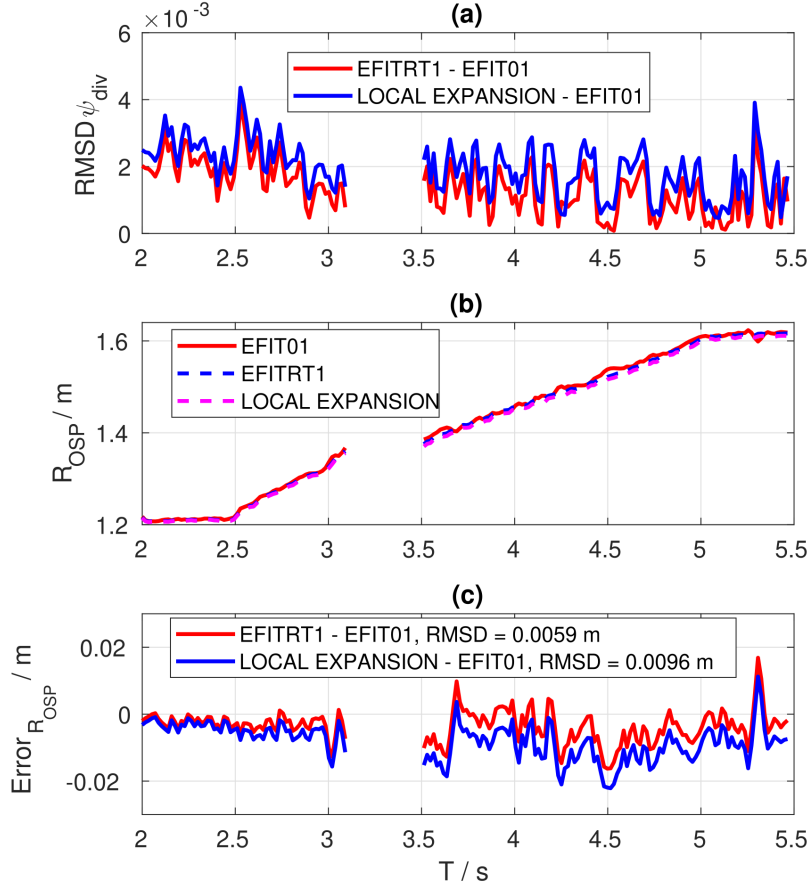 (a)
× 10⁻³
6
4
2
0
RMSD ψdiv
EFITRT1 - EFIT01
LOCAL EXPANSION - EFIT01
2 2.5 3 3.5 4 4.5 5 5.5
(b)
1.6
1.4
1.2
R_OSP / m
EFIT01
EFITRT1
LOCAL EXPANSION
2 2.5 3 3.5 4 4.5 5 5.5
(c)
0.02
0
-0.02
Error R_OSP / m
EFITRT1 - EFIT01, RMSD = 0.0059 m
LOCAL EXPANSION - EFIT01, RMSD = 0.0096 m
2 2.5 3 3.5 4 4.5 5 5.5
T / s